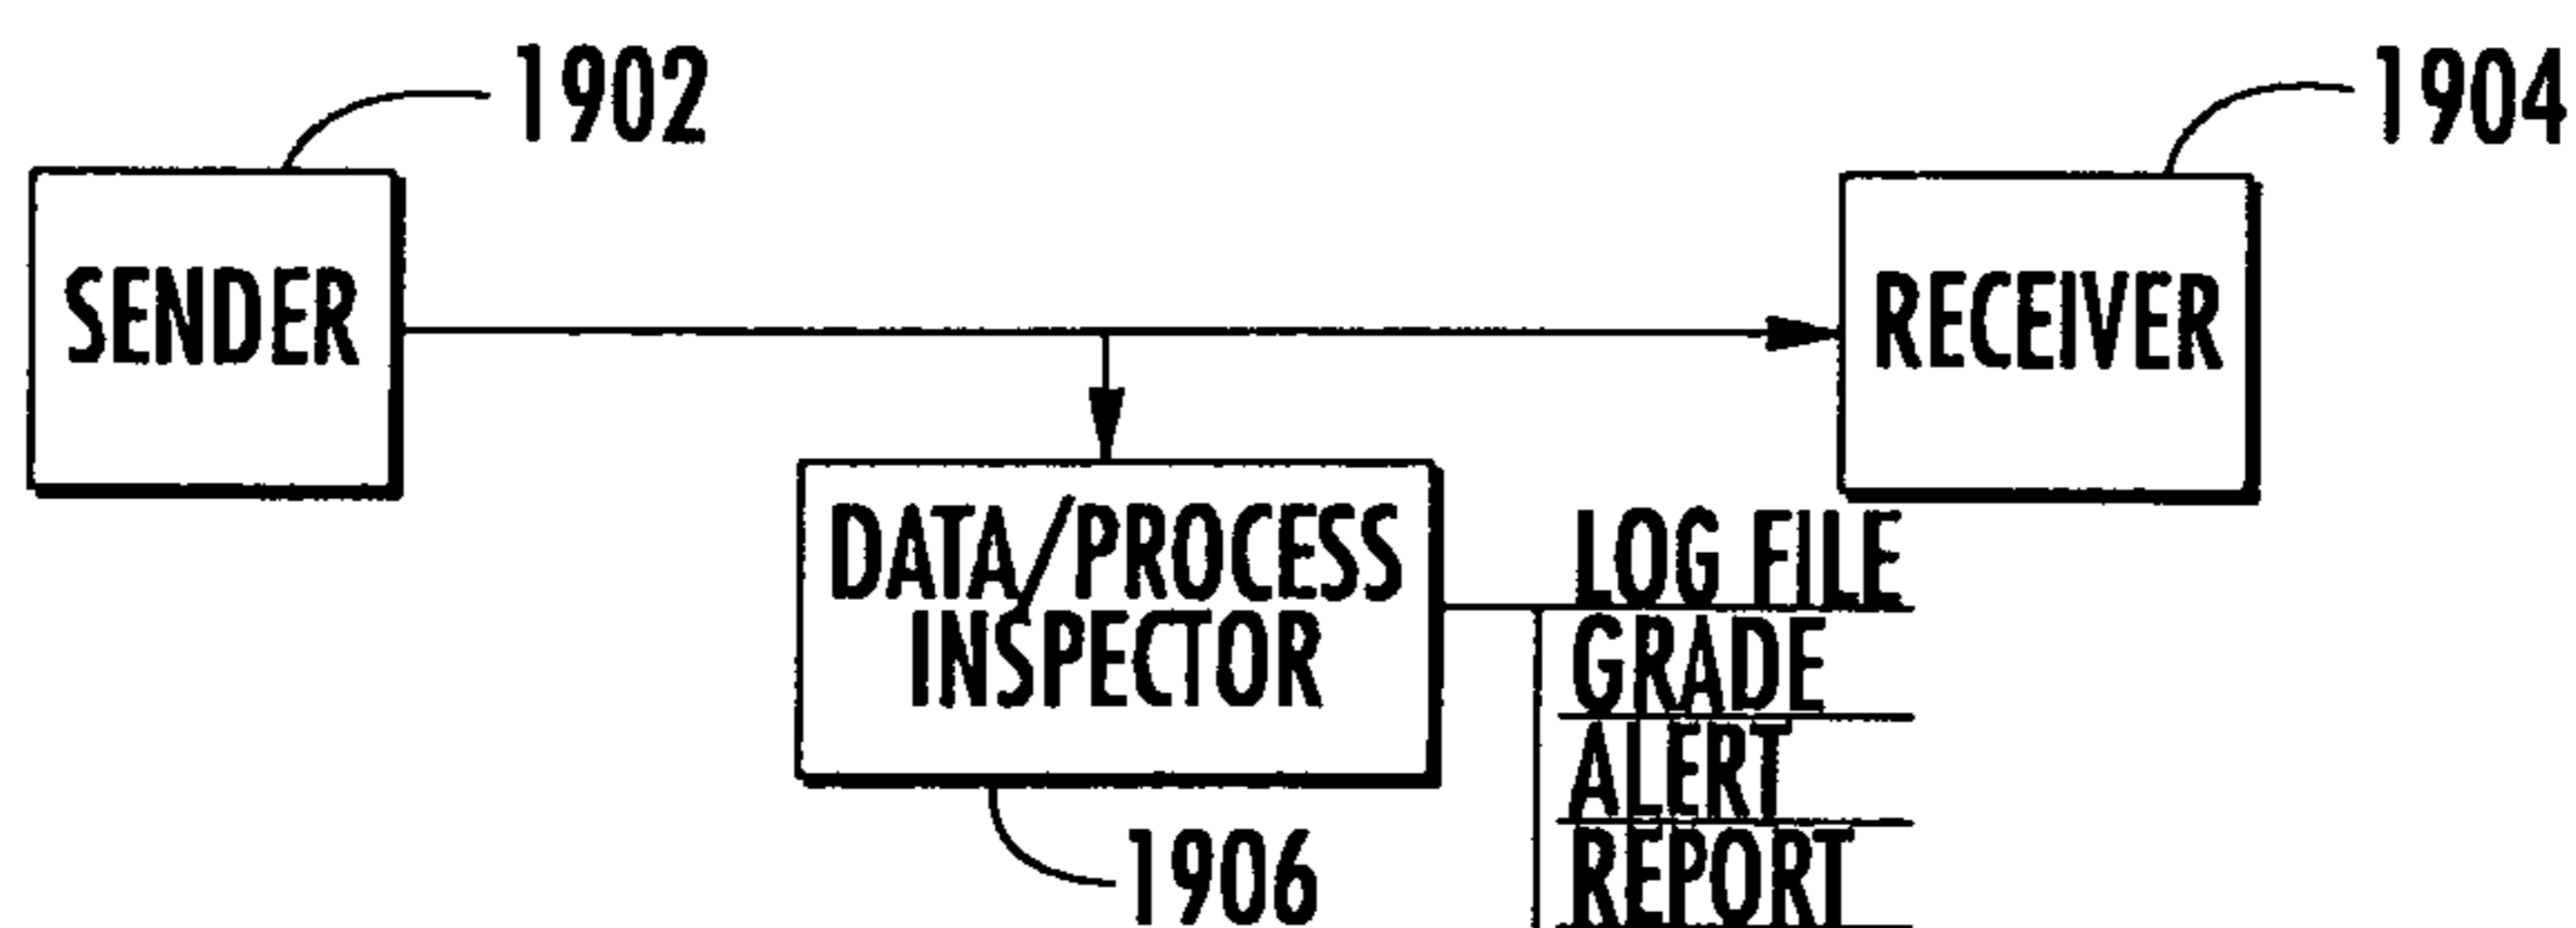 1902
1904
SENDER
RECEIVER
DATA/PROCESS
INSPECTOR
LOG FILE
GRADE
ALERT
REPORT
1906